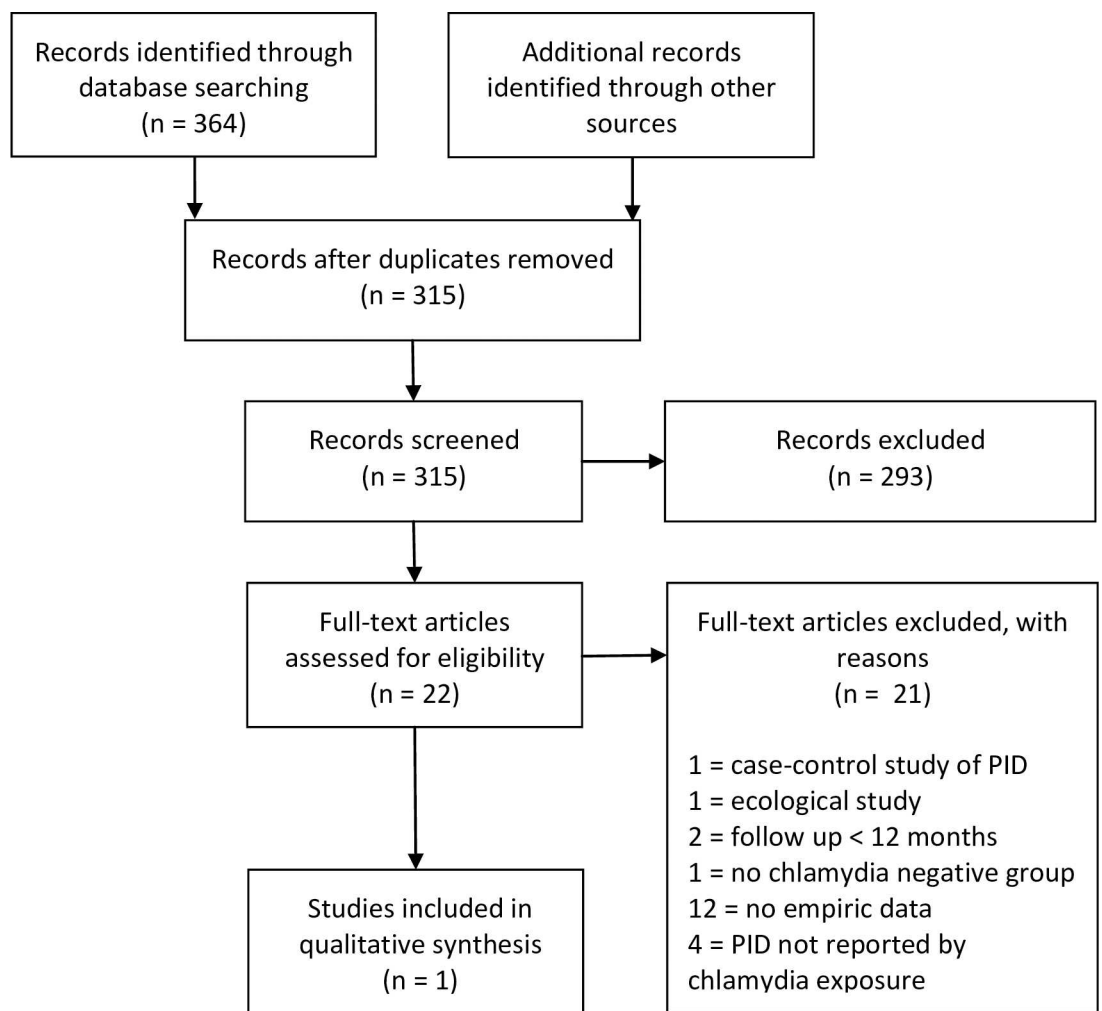 Records identified through
database searching
(n = 364)
Additional records
identified through other
sources
Records after duplicates removed
(n = 315)
Records screened
(n = 315)
Records excluded
(n = 293)
Full-text articles
assessed for eligibility
(n = 22)
Full-text articles excluded, with
reasons
(n =  21)
1 = case-control study of PID
1 = ecological study
2 = follow up < 12 months
1 = no chlamydia negative group
12 = no empiric data
4 = PID not reported by
chlamydia exposure
Studies included in
qualitative synthesis
(n = 1)